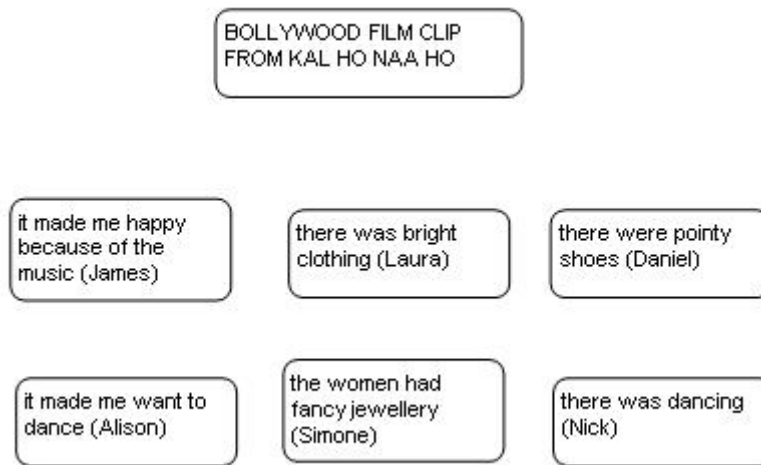 BOLLYWOOD FILM CLIP
FROM KAL HO NAA HO
it made me happy
because of the
music (James)
there was bright
clothing (Laura)
there were pointy
shoes (Daniel)
it made me want to
dance (Alison)
the women had
fancy jewellery
(Simone)
there was dancing
(Nick)